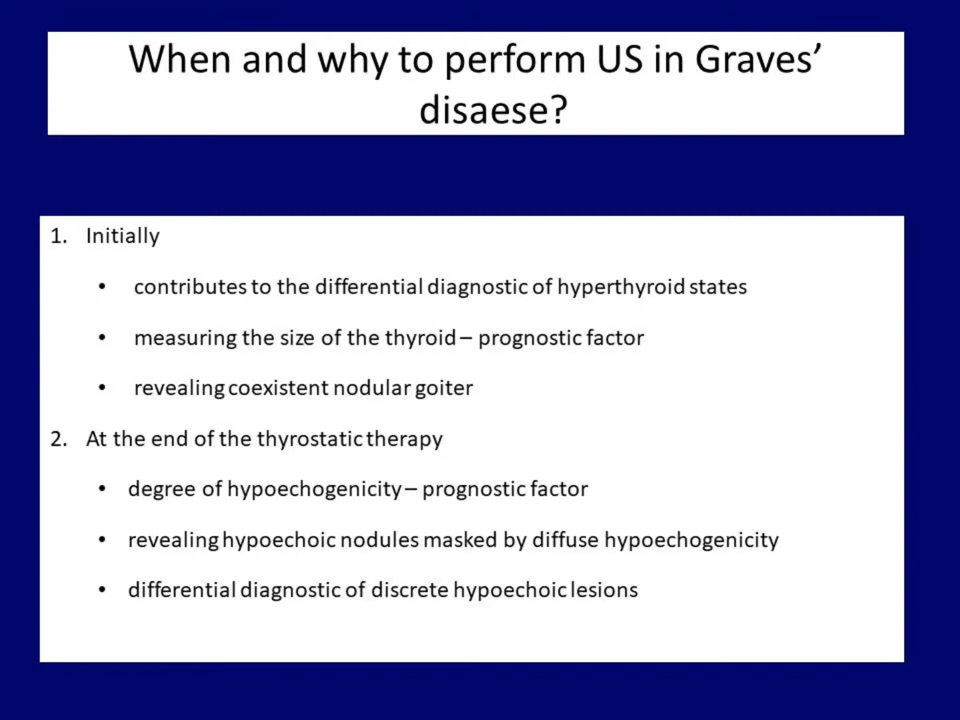 When and why to perform US in Graves’
disaese?
1. Initially
• contributes to the differential diagnostic of hyperthyroid states
• measuring the size of the thyroid – prognostic factor
• revealing coexistent nodular goiter
2. At the end of the thyrostatic therapy
• degree of hypoechogenicity – prognostic factor
• revealing hypoechoic nodules masked by diffuse hypoechogenicity
• differential diagnostic of discrete hypoechoic lesions